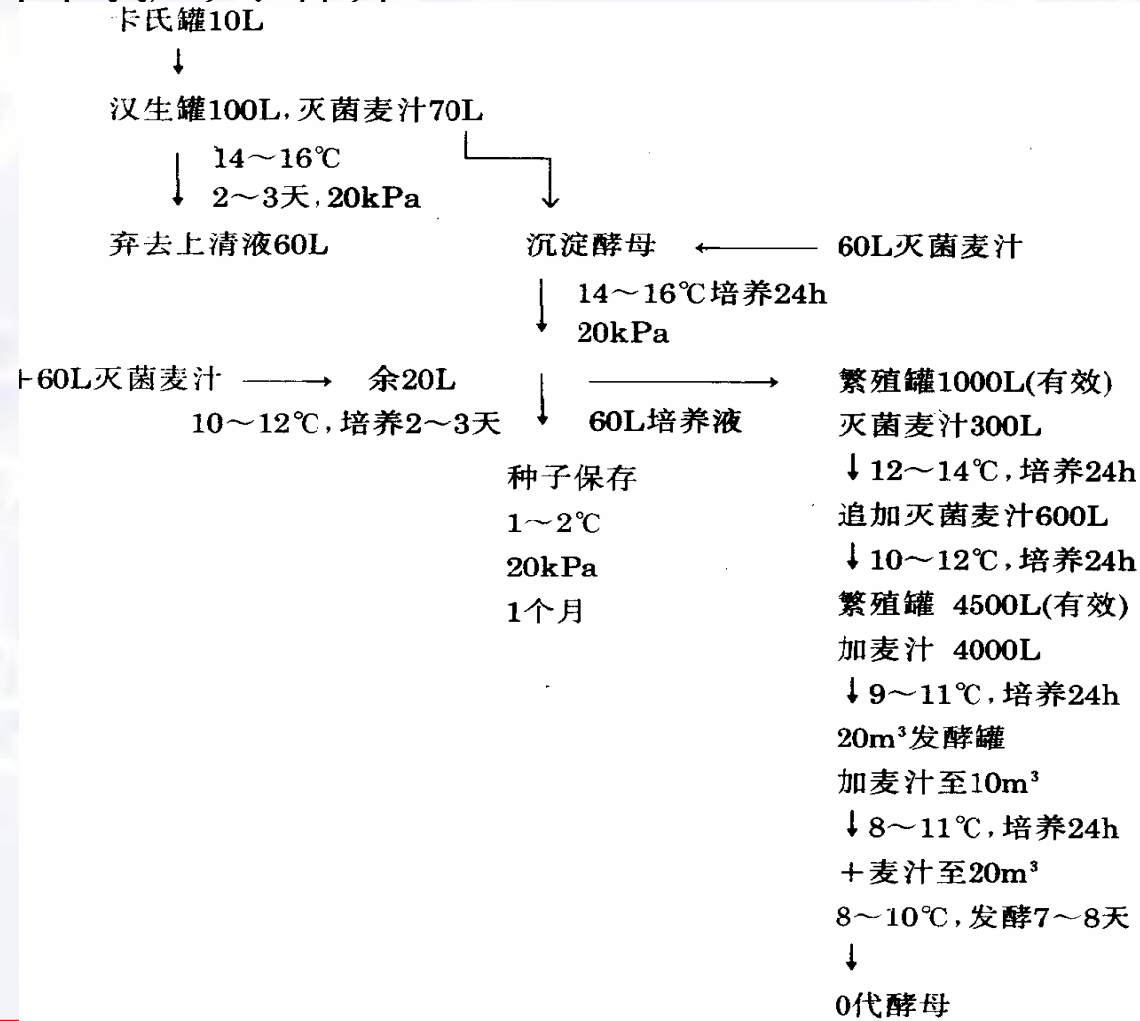 卡氏罐10L
汉生罐100L,灭菌麦汁70L
14～16℃
2～3天,20kPa
弃去上清液60L
沉淀酵母
60L灭菌麦汁
14～16℃培养24h
20kPa
+60L灭菌麦汁
余20L
10～12℃,培养2～3天
60L培养液
种子保存
1～2℃
20kPa
1个月
繁殖罐1000L(有效)
灭菌麦汁300L
12～14℃,培养24h
追加灭菌麦汁600L
10～12℃,培养24h
繁殖罐 4500L(有效)
加麦汁 4000L
9～11℃,培养24h
20m³发酵罐
加麦汁至10m³
8～11℃,培养24h
+麦汁至20m³
8～10℃,发酵7～8天
0代酵母